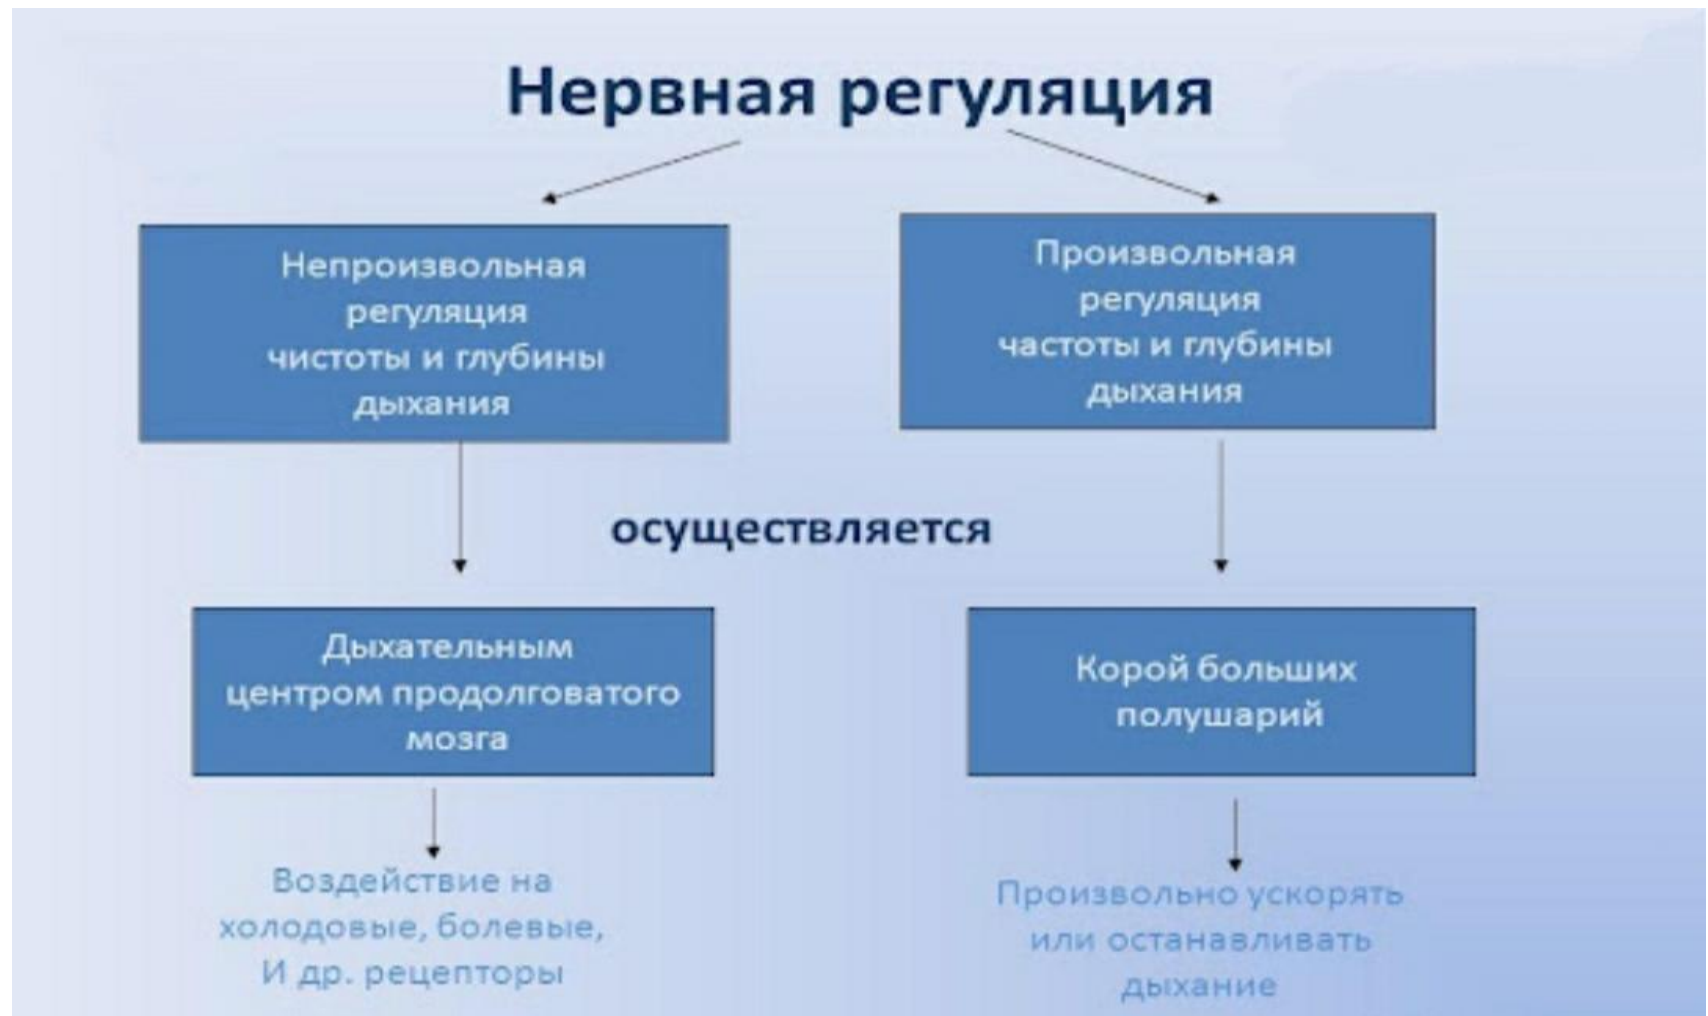 Нервная регуляция
Непроизвольная
регуляция
чистоты и глубины
дыхания
Произвольная
регуляция
частоты и глубины
дыхания
осуществляется
Дыхательным
центром продолговатого
мозга
Корой больших
полушарий
Воздействие на
холодовые, болевые,
И др. рецепторы
Произвольно ускорять
или останавливать
дыхание